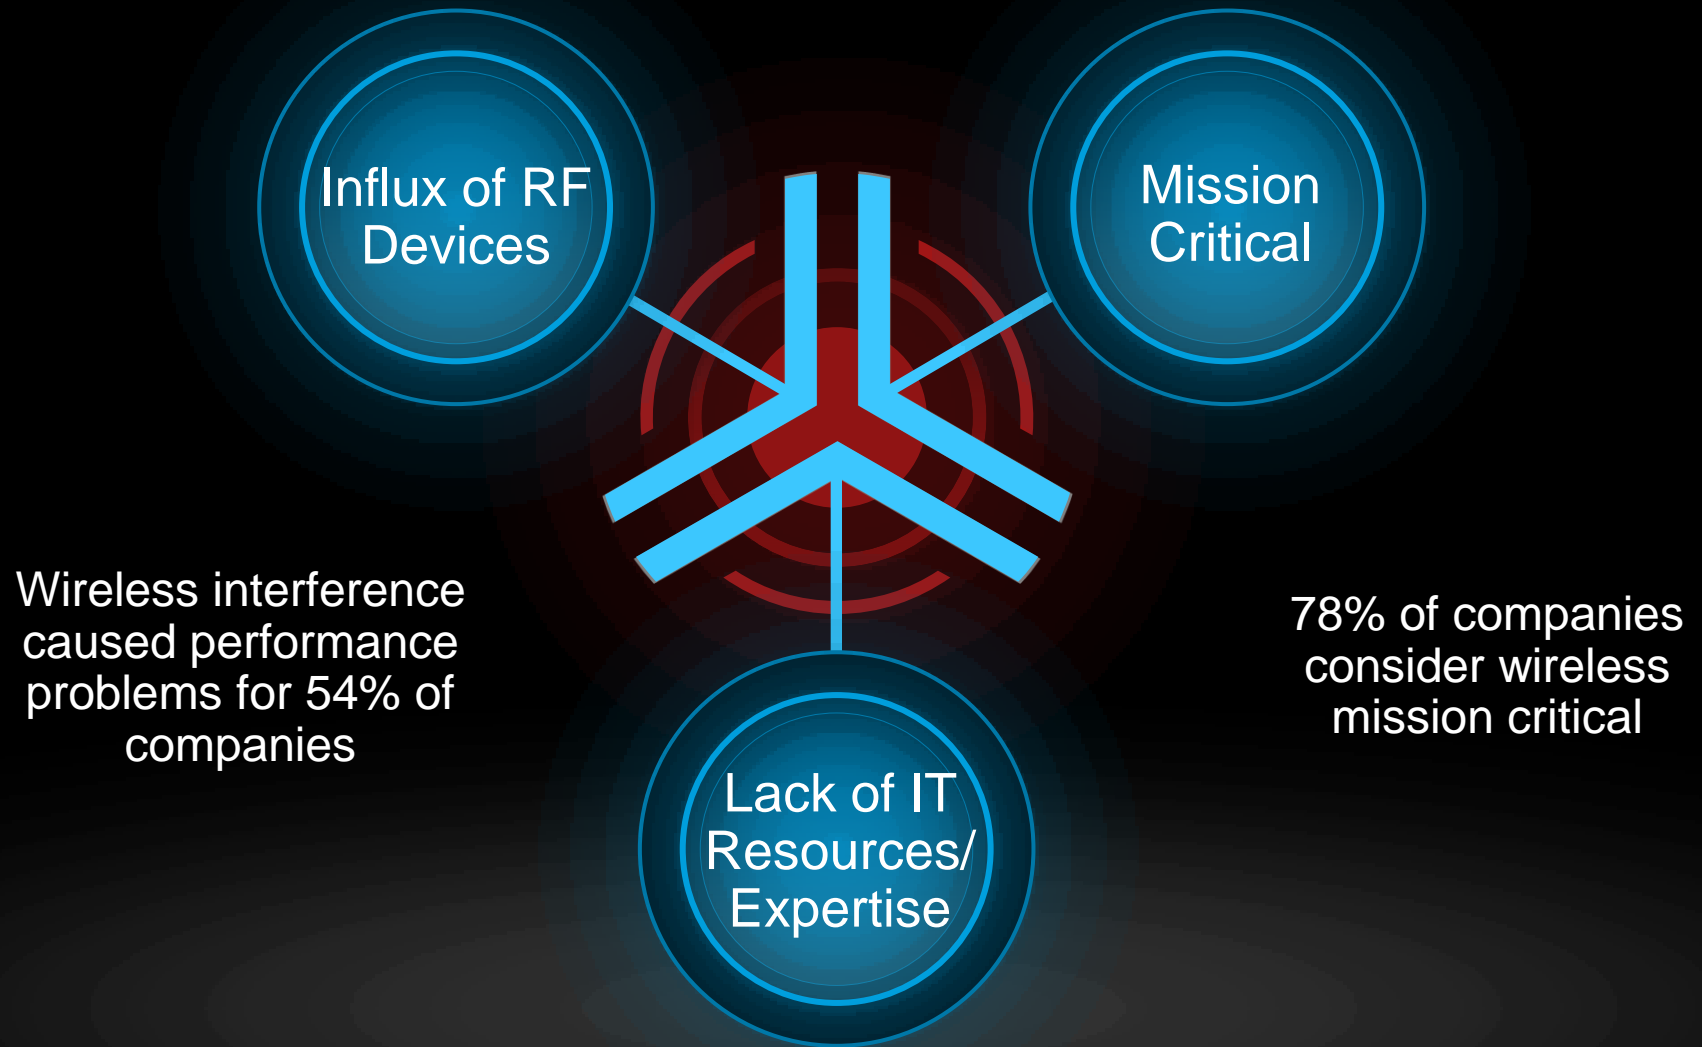 Influx of RF
Devices
Mission
Critical
Wireless interference
caused performance
problems for 54% of
companies
78% of companies
consider wireless
mission critical
Lack of IT
Resources/
Expertise